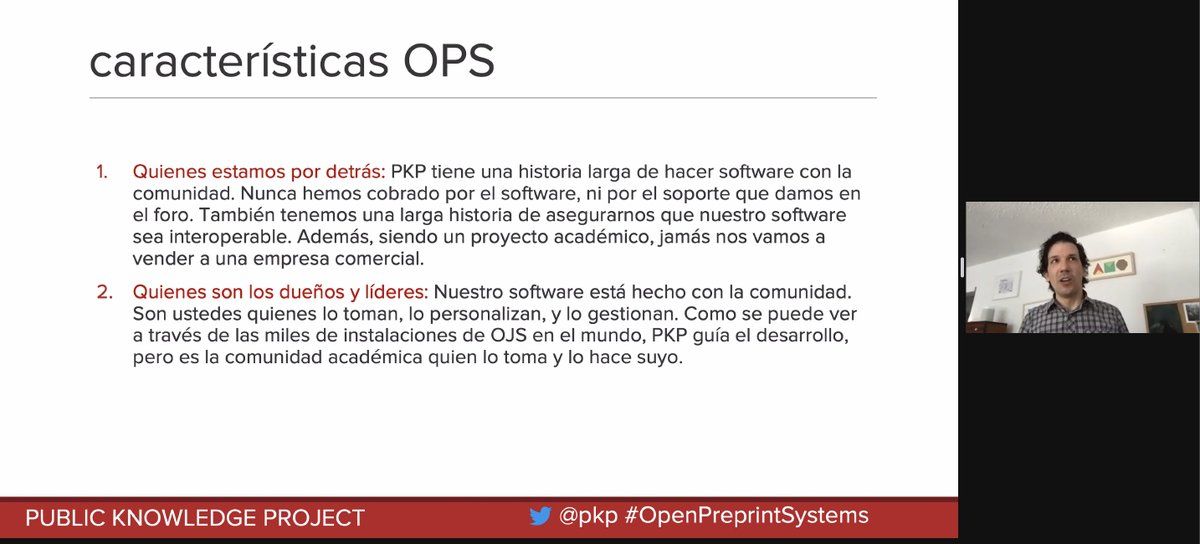 características OPS
1. Quienes estamos por detrás: PKP tiene una historia larga de hacer software con la
comunidad. Nunca hemos cobrado por el software, ni por el soporte que damos en
el foro. También tenemos una larga historia de asegurarnos que nuestro software
sea interoperable. Además, siendo un proyecto académico, jamás nos vamos a
vender a una empresa comercial.
2. Quienes son los dueños y líderes: Nuestro software está hecho con la comunidad.
Son ustedes quienes lo toman, lo personalizan, y lo gestionan. Como se puede ver
a través de las miles de instalaciones de OJS en el mundo, PKP guía el desarrollo,
pero es la comunidad académica quien lo toma y lo hace suyo.
PUBLIC KNOWLEDGE PROJECT
@pkp #OpenPreprintSystems